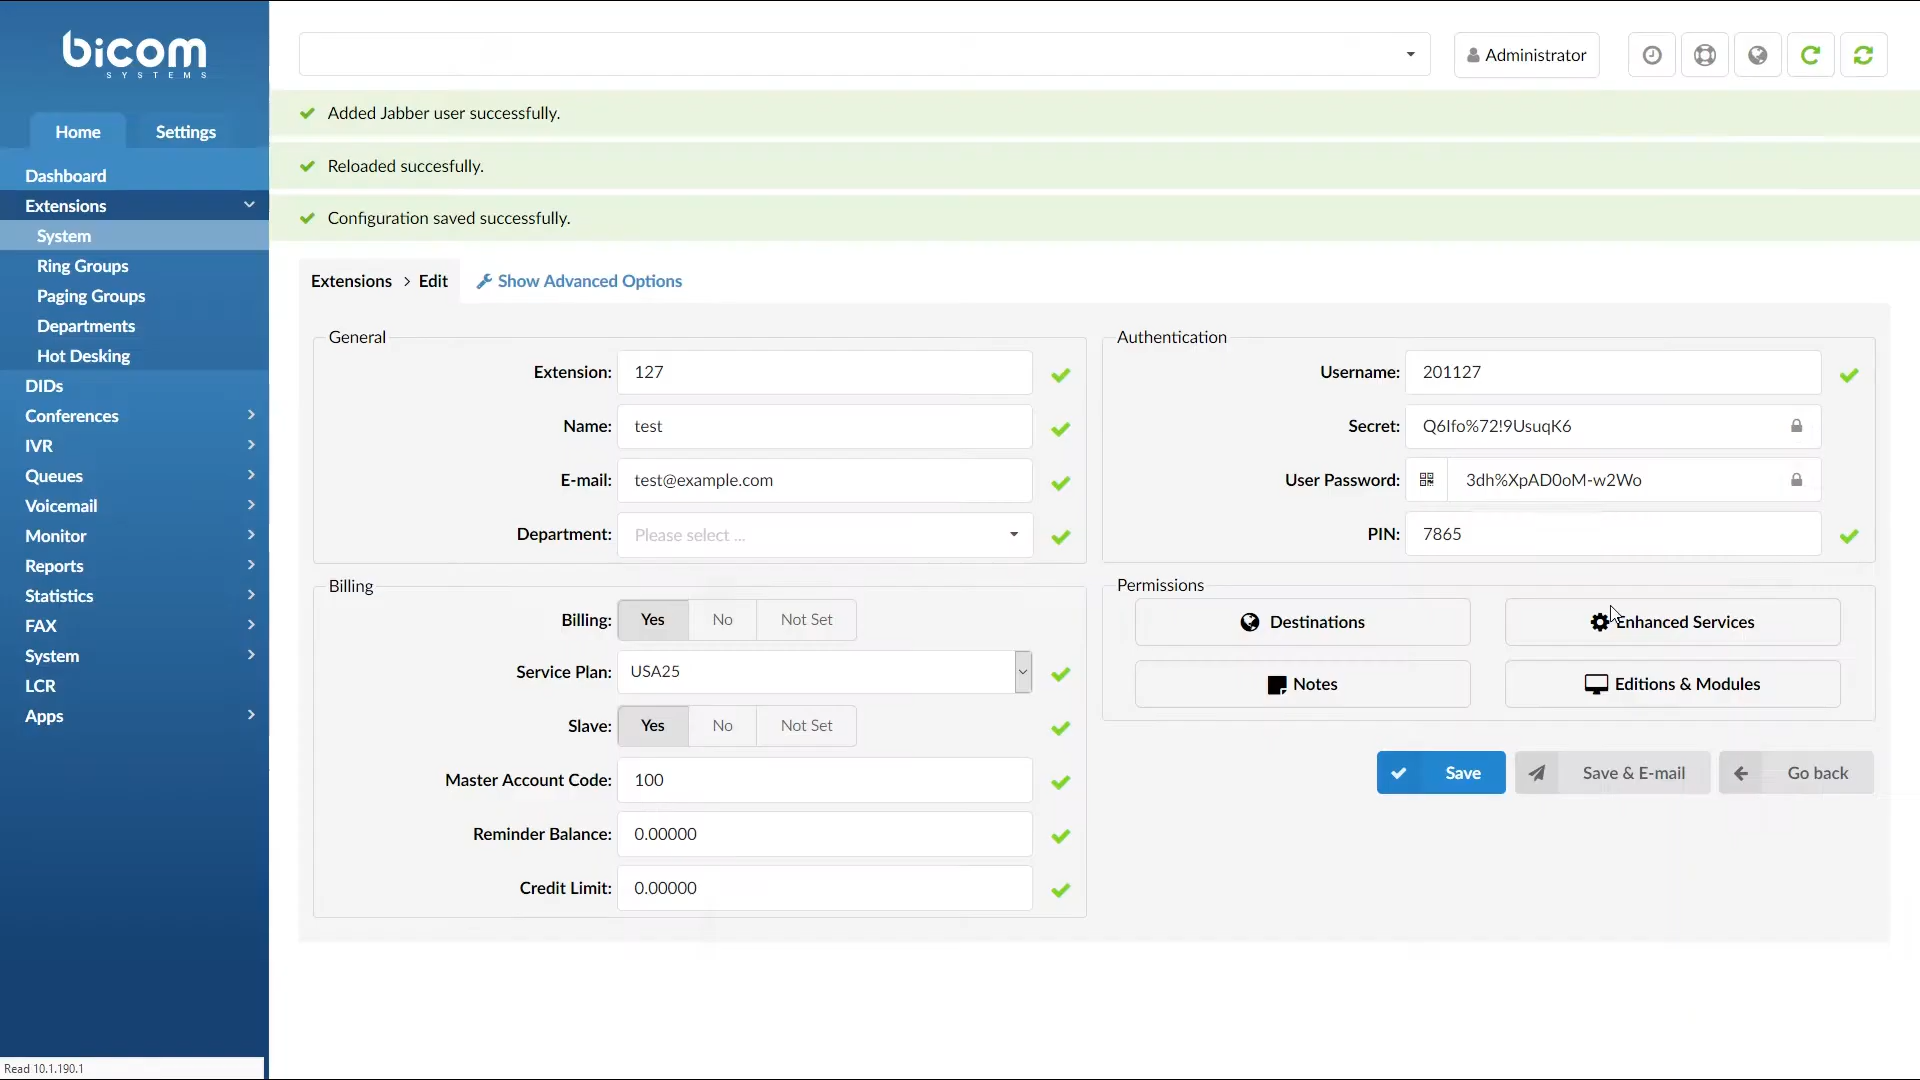 bicom
SYSTEMS
Administrator
Home
Settings
Dashboard
Extensions
System
Ring Groups
Paging Groups
Departments
Hot Desking
DIDs
Conferences
IVR
Queues
Voicemail
Monitor
Reports
Statistics
FAX
System
LCR
Apps
Read 10.1.190.1
Added Jabber user successfully.
Reloaded succesfully.
Configuration saved successfully.
Extensions > Edit
Show Advanced Options
General
Extension: 127
Name: test
E-mail: test@example.com
Department: Please select ...
Billing
Billing: Yes No Not Set
Service Plan: USA25
Slave: Yes No Not Set
Master Account Code: 100
Reminder Balance: 0.00000
Credit Limit: 0.00000
Authentication
Username: 201127
Secret: Q6Ifo%72!9UsuqK6
User Password: 3dh%XpAD0oM-w2Wo
PIN: 7865
Permissions
Destinations
Enhanced Services
Notes
Editions & Modules
Save
Save & E-mail
Go back